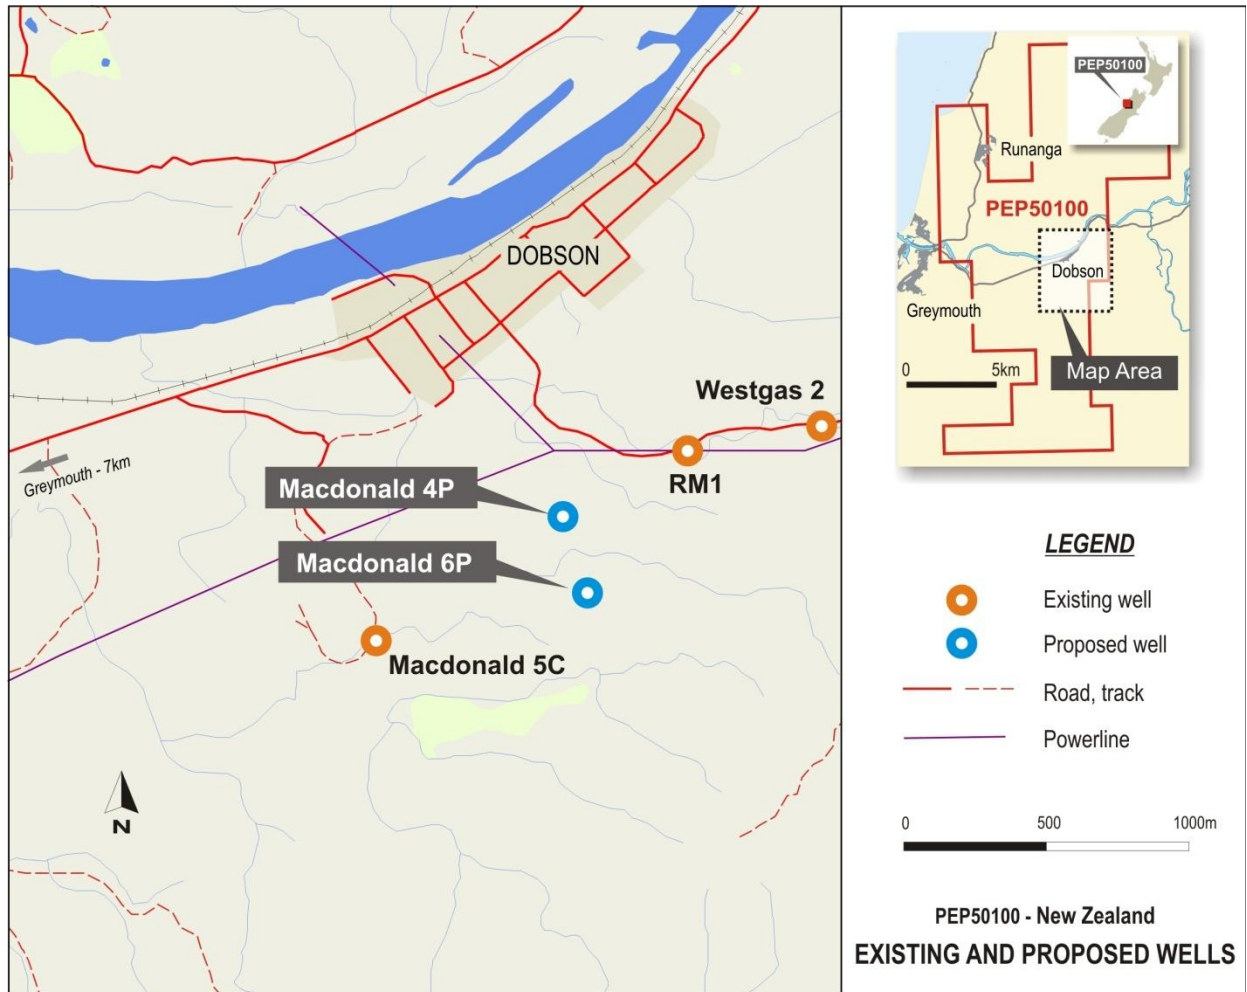 DOBSON
Westgas 2
RM1
Greymouth - 7km
Macdonald 4P
Macdonald 6P
Macdonald 5C
N
PEP50100
Runanga
PEP50100
Dobson
Greymouth
0 5km
Map Area
LEGEND
Existing well
Proposed well
Road, track
Powerline
0 500 1000m
PEP50100 - New Zealand
EXISTING AND PROPOSED WELLS